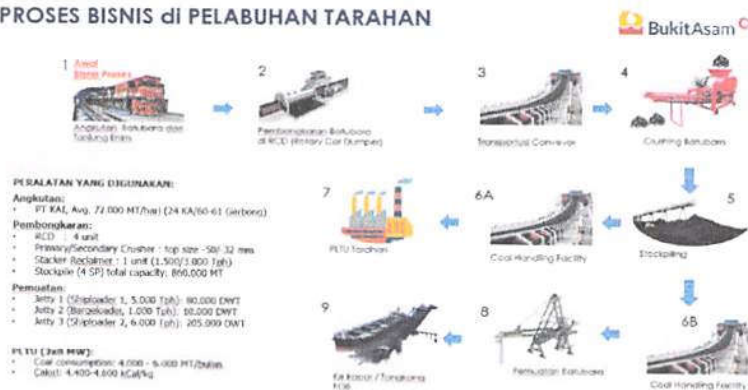 PROSES BISNIS di PELABUHAN TARAHAN
BukitAsam
1 Awal
Bisnis Proses
Angkutan Batubara dari
Tanjung Enim
2
Pembongkaran Batubara
di RCD (Rotary Car Dumper)
3
Transportasi Conveyor
4
Crushing Batubara
PERALATAN YANG DIGUNAKAN:
Angkutan:
PT KAI, Avg. 72.000 MT/hari (24 KA/60-61 Gerbong)
Pembongkaran:
RCD : 4 unit
Primary/Secondary Crusher : top size -50/-32 mm
Stacker Reclaimer : 1 unit (1.500/3.000 Tph)
Stockpile (4 SP) total capacity: 860.000 MT
Pemuatan:
Jetty 1 (Shiploader 1, 5.000 Tph): 80.000 DWT
Jetty 2 (Bargeloader, 1.000 Tph): 10.000 DWT
Jetty 3 (Shiploader 2, 6.000 Tph): 205.000 DWT
PLTU (3x8 MW):
Coal consumption: 4.000 - 6.000 MT/bulan
Calori: 4.400-4.600 kCal/kg
7
PLTU Tarahan
6A
Coal Handling Facility
5
Stockpiling
9
Ke Kapal / Tongkang
FOB
8
Pemuatan Batubara
6B
Coal Handling Facility